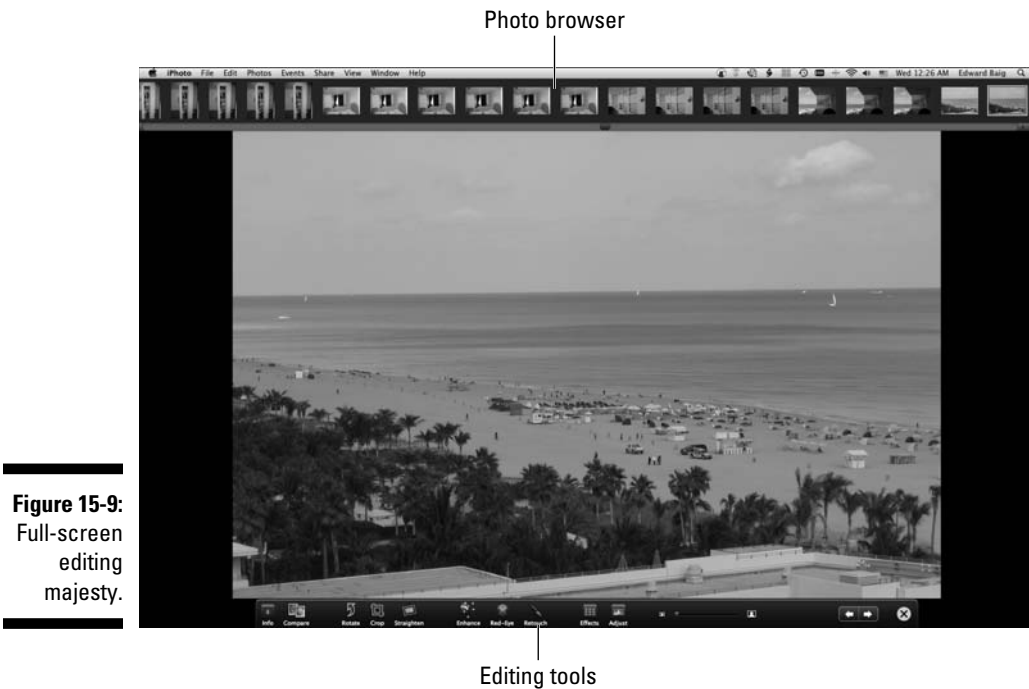 Photo browser
iPhoto File Edit Photos Events Share View Window Help Wed 12:26 AM Edward Baig
Figure 15-9:
Full-screen
editing
majesty.
Info Compare Rotate Crop Straighten Enhance Red-Eye Retouch Effects Adjust
Editing tools